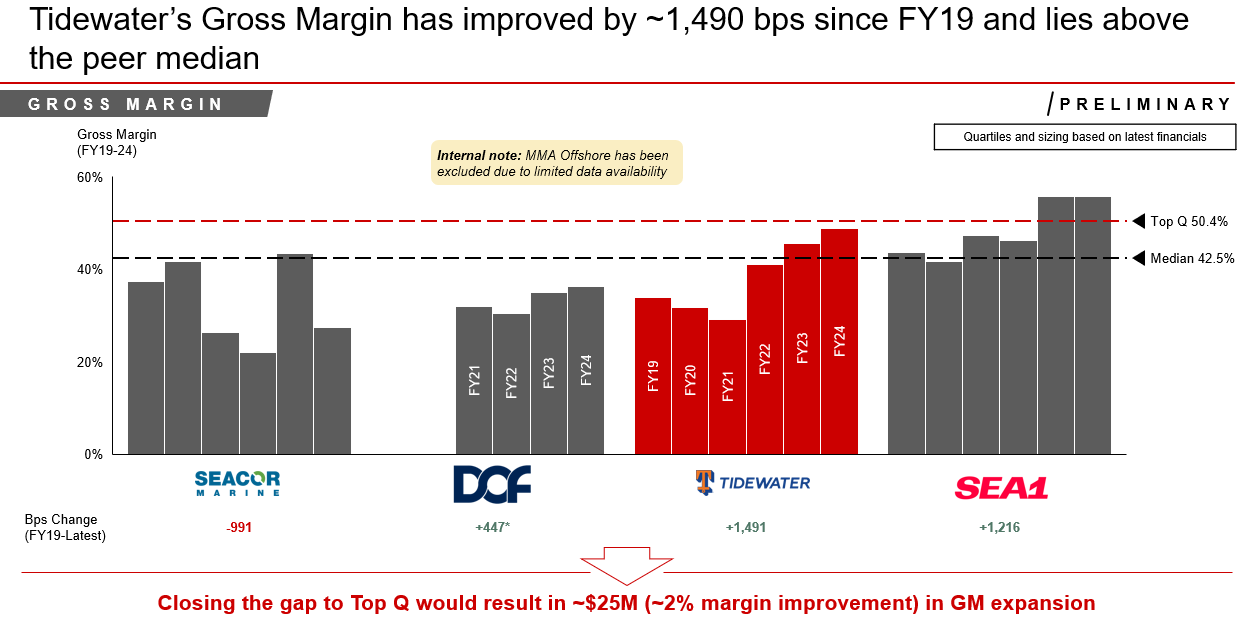 Tidewater’s Gross Margin has improved by ~1,490 bps since FY19 and lies above
the peer median
GROSS MARGIN
PRELIMINARY
Quartiles and sizing based on latest financials
Gross Margin
(FY19-24)
Internal note: MMA Offshore has been
excluded due to limited data availability
60%
40%
20%
0%
Top Q 50.4%
Median 42.5%
FY21
FY22
FY23
FY24
FY19
FY20
FY21
FY22
FY23
FY24
SEACOR
MARINE
DOF
TIDEWATER
SEA1
Bps Change
(FY19-Latest)
-991
+447*
+1,491
+1,216
Closing the gap to Top Q would result in ~$25M (~2% margin improvement) in GM expansion